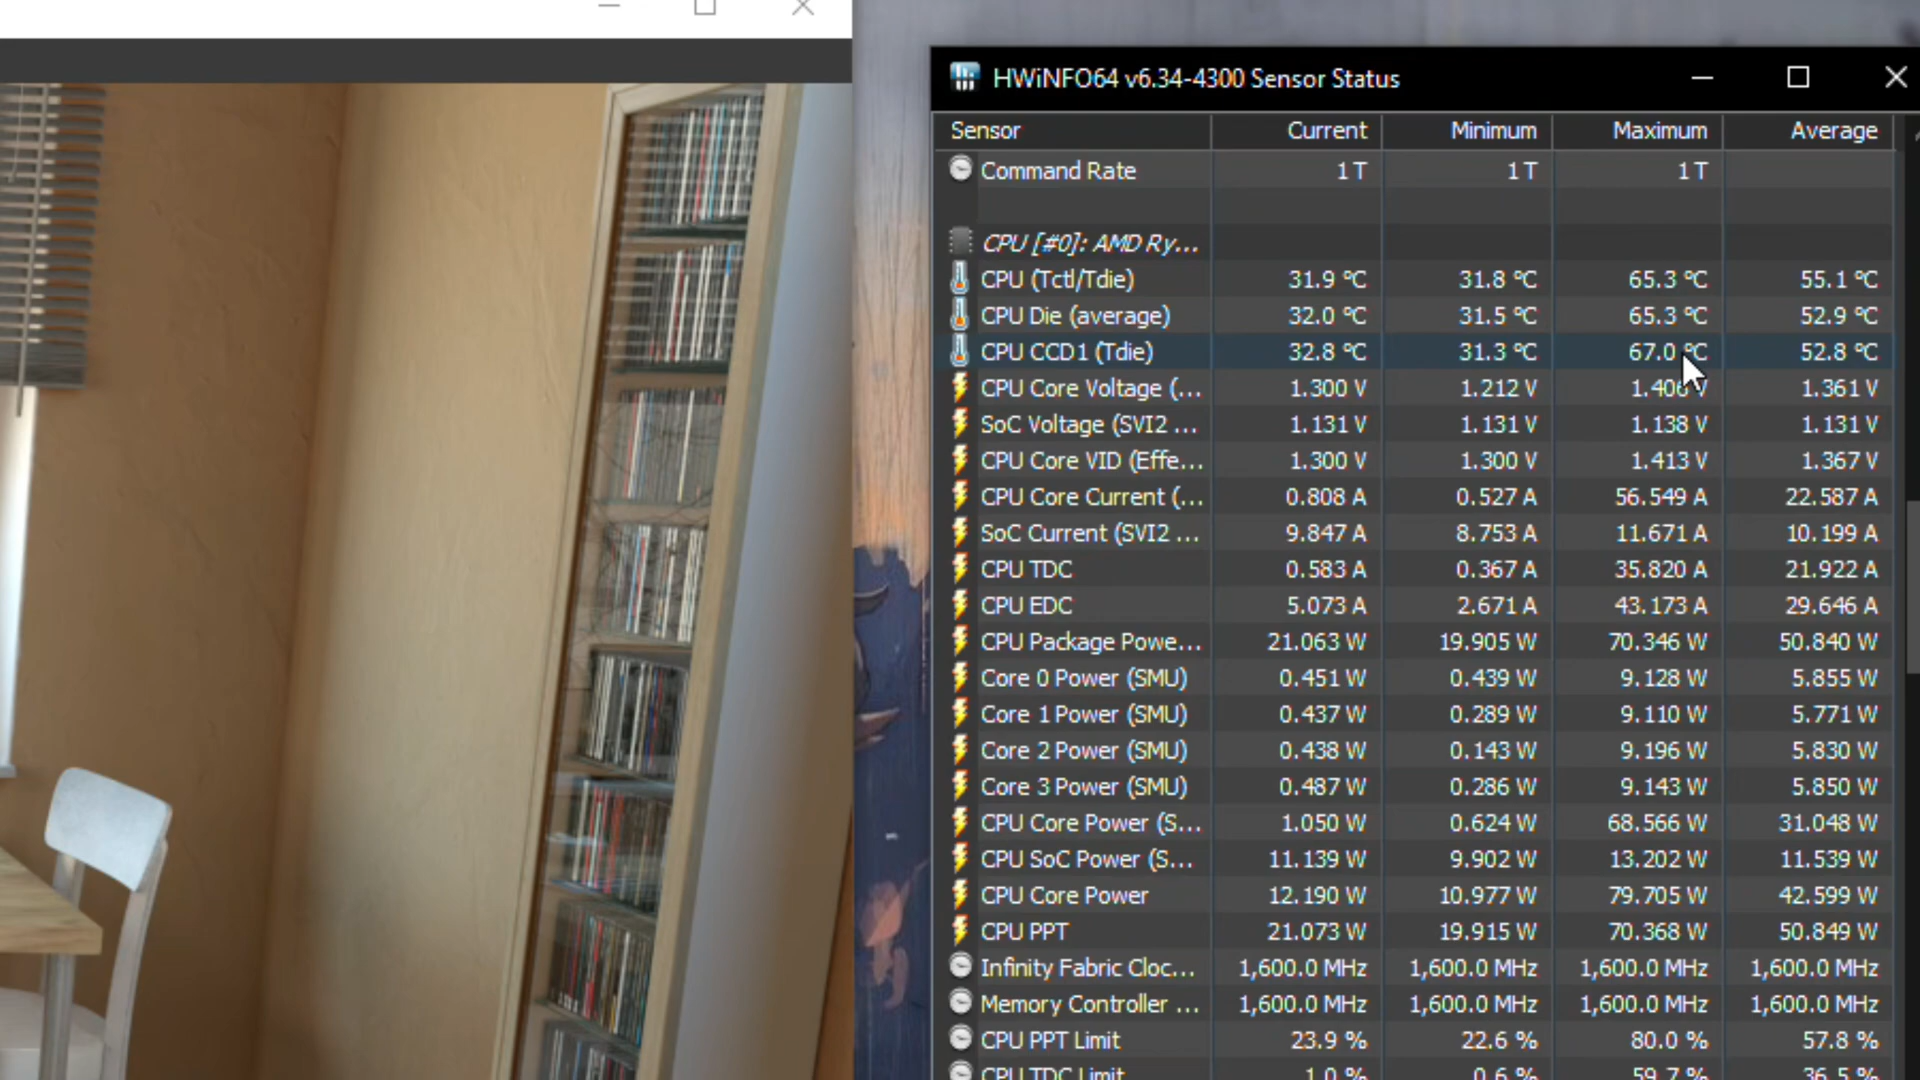 HWiNFO64 v6.34-4300 Sensor Status
Sensor Current Minimum Maximum Average
Command Rate 1 T 1 T 1 T
CPU [#0]: AMD Ry...
CPU (Tctl/Tdie) 31.9 °C 31.8 °C 65.3 °C 55.1 °C
CPU Die (average) 32.0 °C 31.5 °C 65.3 °C 52.9 °C
CPU CCD1 (Tdie) 32.8 °C 31.3 °C 67.0 °C 52.8 °C
CPU Core Voltage (... 1.300 V 1.212 V 1.406 V 1.361 V
SoC Voltage (SVI2 ... 1.131 V 1.131 V 1.138 V 1.131 V
CPU Core VID (Effe... 1.300 V 1.300 V 1.413 V 1.367 V
CPU Core Current (... 0.808 A 0.527 A 56.549 A 22.587 A
SoC Current (SVI2 ... 9.847 A 8.753 A 11.671 A 10.199 A
CPU TDC 0.583 A 0.367 A 35.820 A 21.922 A
CPU EDC 5.073 A 2.671 A 43.173 A 29.646 A
CPU Package Powe... 21.063 W 19.905 W 70.346 W 50.840 W
Core 0 Power (SMU) 0.451 W 0.439 W 9.128 W 5.855 W
Core 1 Power (SMU) 0.437 W 0.289 W 9.110 W 5.771 W
Core 2 Power (SMU) 0.438 W 0.143 W 9.196 W 5.830 W
Core 3 Power (SMU) 0.487 W 0.286 W 9.143 W 5.850 W
CPU Core Power (S... 1.050 W 0.624 W 68.566 W 31.048 W
CPU SoC Power (S... 11.139 W 9.902 W 13.202 W 11.539 W
CPU Core Power 12.190 W 10.977 W 79.705 W 42.599 W
CPU PPT 21.073 W 19.915 W 70.368 W 50.849 W
Infinity Fabric Cloc... 1,600.0 MHz 1,600.0 MHz 1,600.0 MHz 1,600.0 MHz
Memory Controller ... 1,600.0 MHz 1,600.0 MHz 1,600.0 MHz 1,600.0 MHz
CPU PPT Limit 23.9 % 22.6 % 80.0 % 57.8 %
CPU TDC Limit 1.0 % 0.6 % 59.7 % 36.5 %